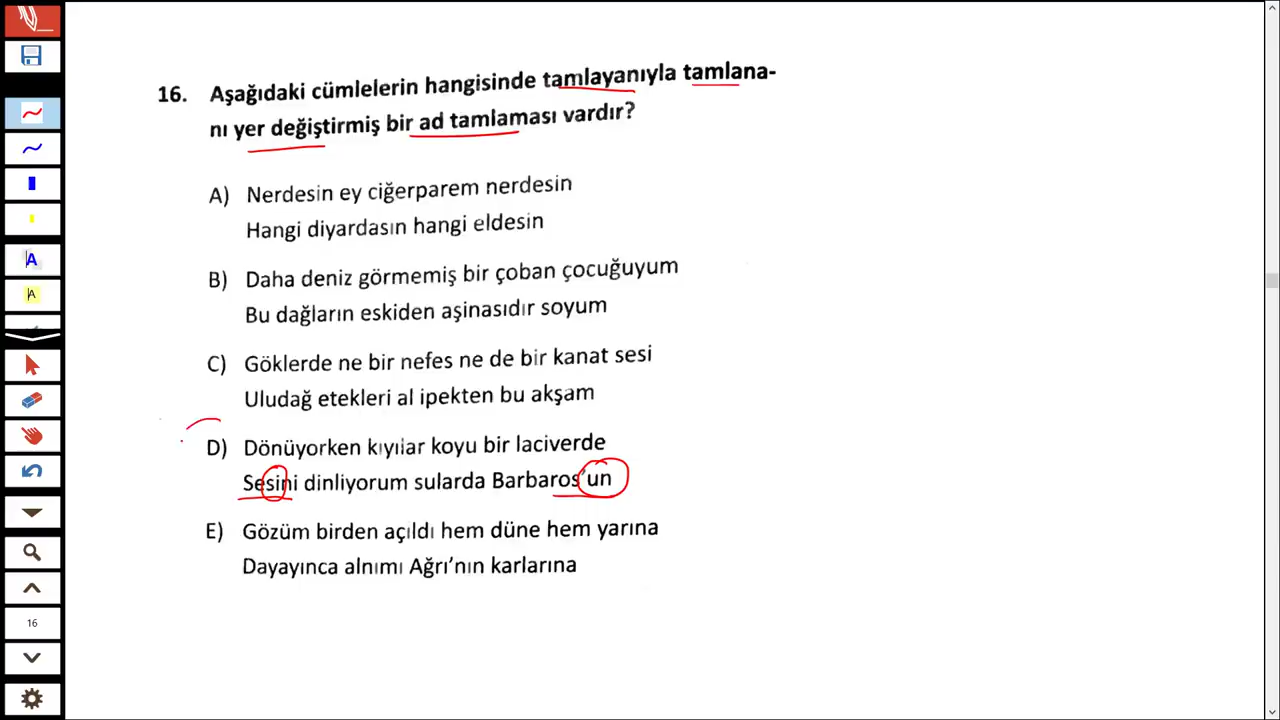 16. Aşağıdaki cümlelerin hangisinde tamlayanıyla tamlana-
nı yer değiştirmiş bir ad tamlaması vardır?
A) Nerdesin ey ciğerparem nerdesin
Hangi diyardasın hangi eldesin
B) Daha deniz görmemiş bir çoban çocuğuyum
Bu dağların eskiden aşinasıdır soyum
C) Göklerde ne bir nefes ne de bir kanat sesi
Uludağ etekleri al ipekten bu akşam
D) Dönüyorken kıyılar koyu bir laciverde
Sesini dinliyorum sularda Barbaros'un
E) Gözüm birden açıldı hem düne hem yarına
Dayayınca alnımı Ağrı'nın karlarına
A
A
16